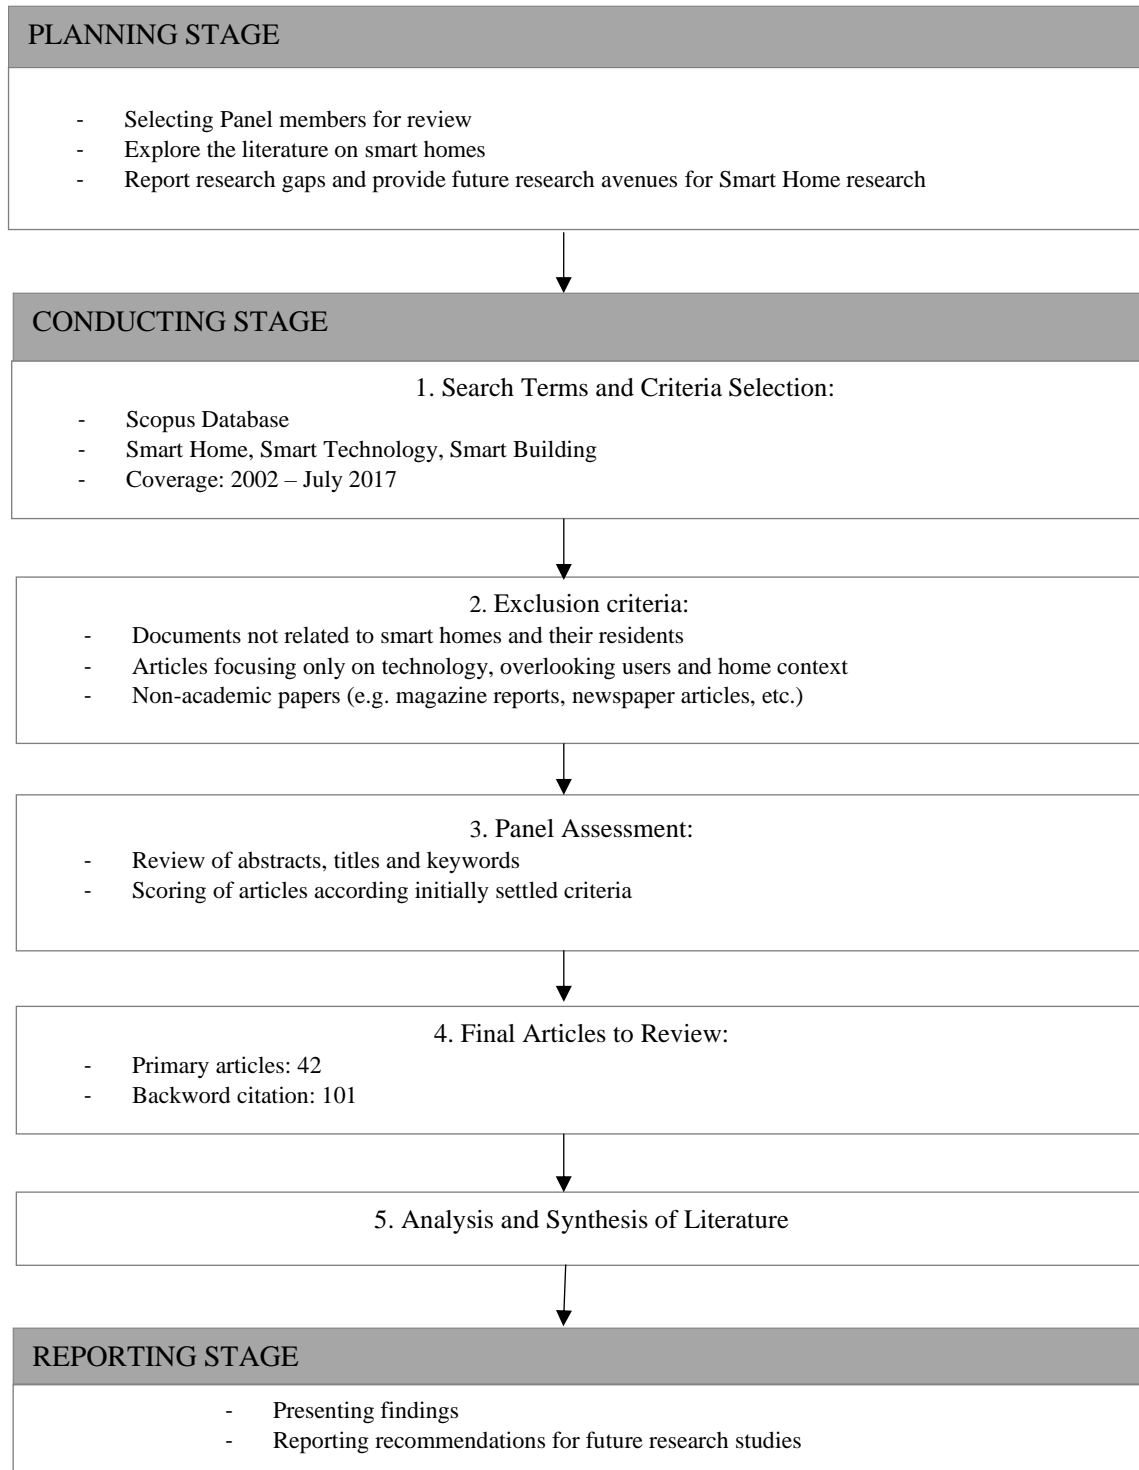 PLANNING STAGE
- Selecting Panel members for review
- Explore the literature on smart homes
- Report research gaps and provide future research avenues for Smart Home research
CONDUCTING STAGE
1. Search Terms and Criteria Selection:
- Scopus Database
- Smart Home, Smart Technology, Smart Building
- Coverage: 2002 – July 2017
2. Exclusion criteria:
- Documents not related to smart homes and their residents
- Articles focusing only on technology, overlooking users and home context
- Non-academic papers (e.g. magazine reports, newspaper articles, etc.)
3. Panel Assessment:
- Review of abstracts, titles and keywords
- Scoring of articles according initially settled criteria
4. Final Articles to Review:
- Primary articles: 42
- Backword citation: 101
5. Analysis and Synthesis of Literature
REPORTING STAGE
- Presenting findings
- Reporting recommendations for future research studies